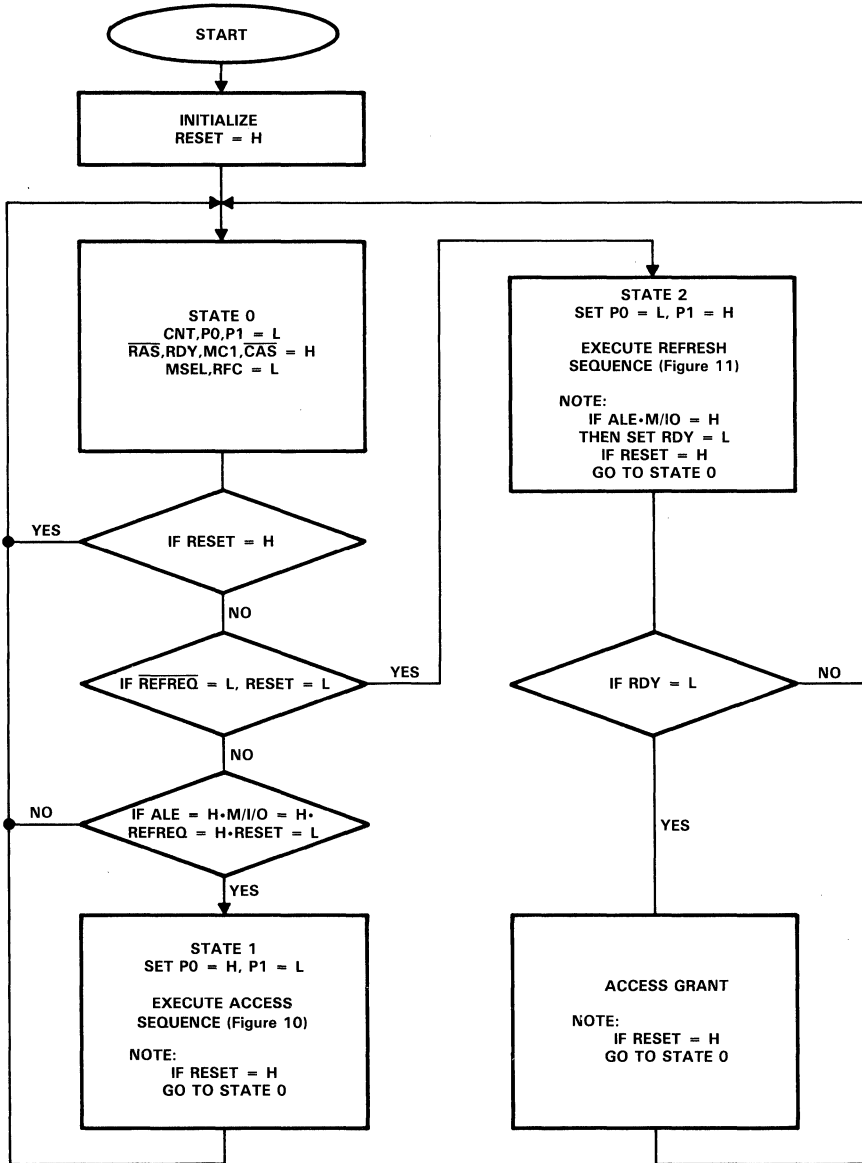 START
INITIALIZE
RESET = H
STATE 0
CNT,P0,P1 = L
R̅A̅S̅,RDY,MC1,C̅A̅S̅ = H
MSEL,RFC = L
IF RESET = H
YES
NO
IF R̅E̅F̅R̅E̅Q̅ = L, RESET = L
YES
NO
IF ALE = H•M/I/O = H•
REFREQ = H•RESET = L
NO
YES
STATE 1
SET P0 = H, P1 = L
EXECUTE ACCESS
SEQUENCE (Figure 10)
NOTE:
IF RESET = H
GO TO STATE 0
STATE 2
SET P0 = L, P1 = H
EXECUTE REFRESH
SEQUENCE (Figure 11)
NOTE:
IF ALE•M/IO = H
THEN SET RDY = L
IF RESET = H
GO TO STATE 0
IF RDY = L
NO
YES
ACCESS GRANT
NOTE:
IF RESET = H
GO TO STATE 0